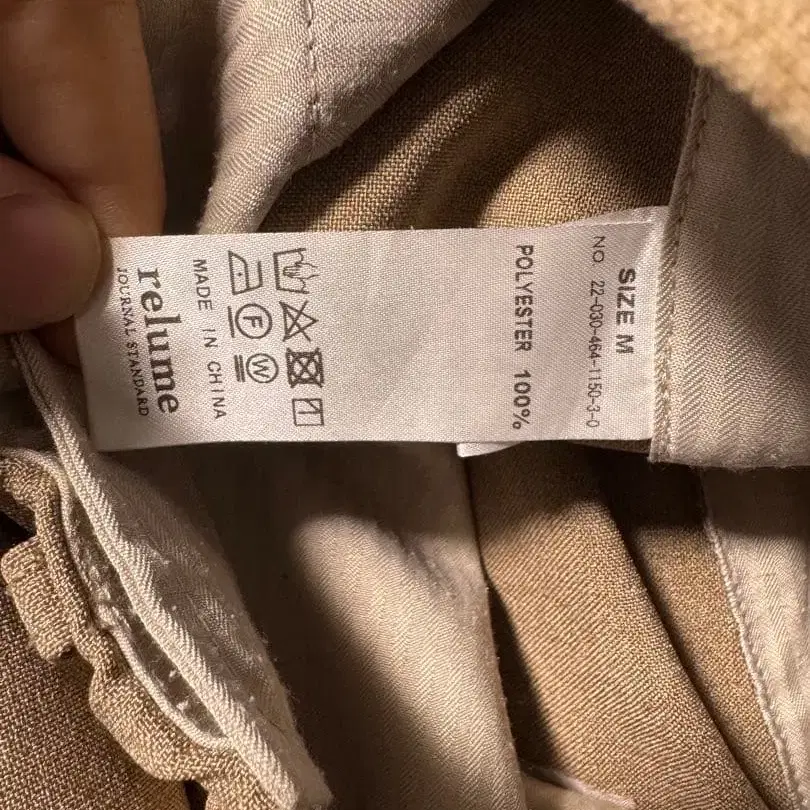 SIZE M
NO. 22-030-464-1150-3-0
POLYESTER 100%
F W
MADE IN CHINA
relume
JOURNAL STANDARD